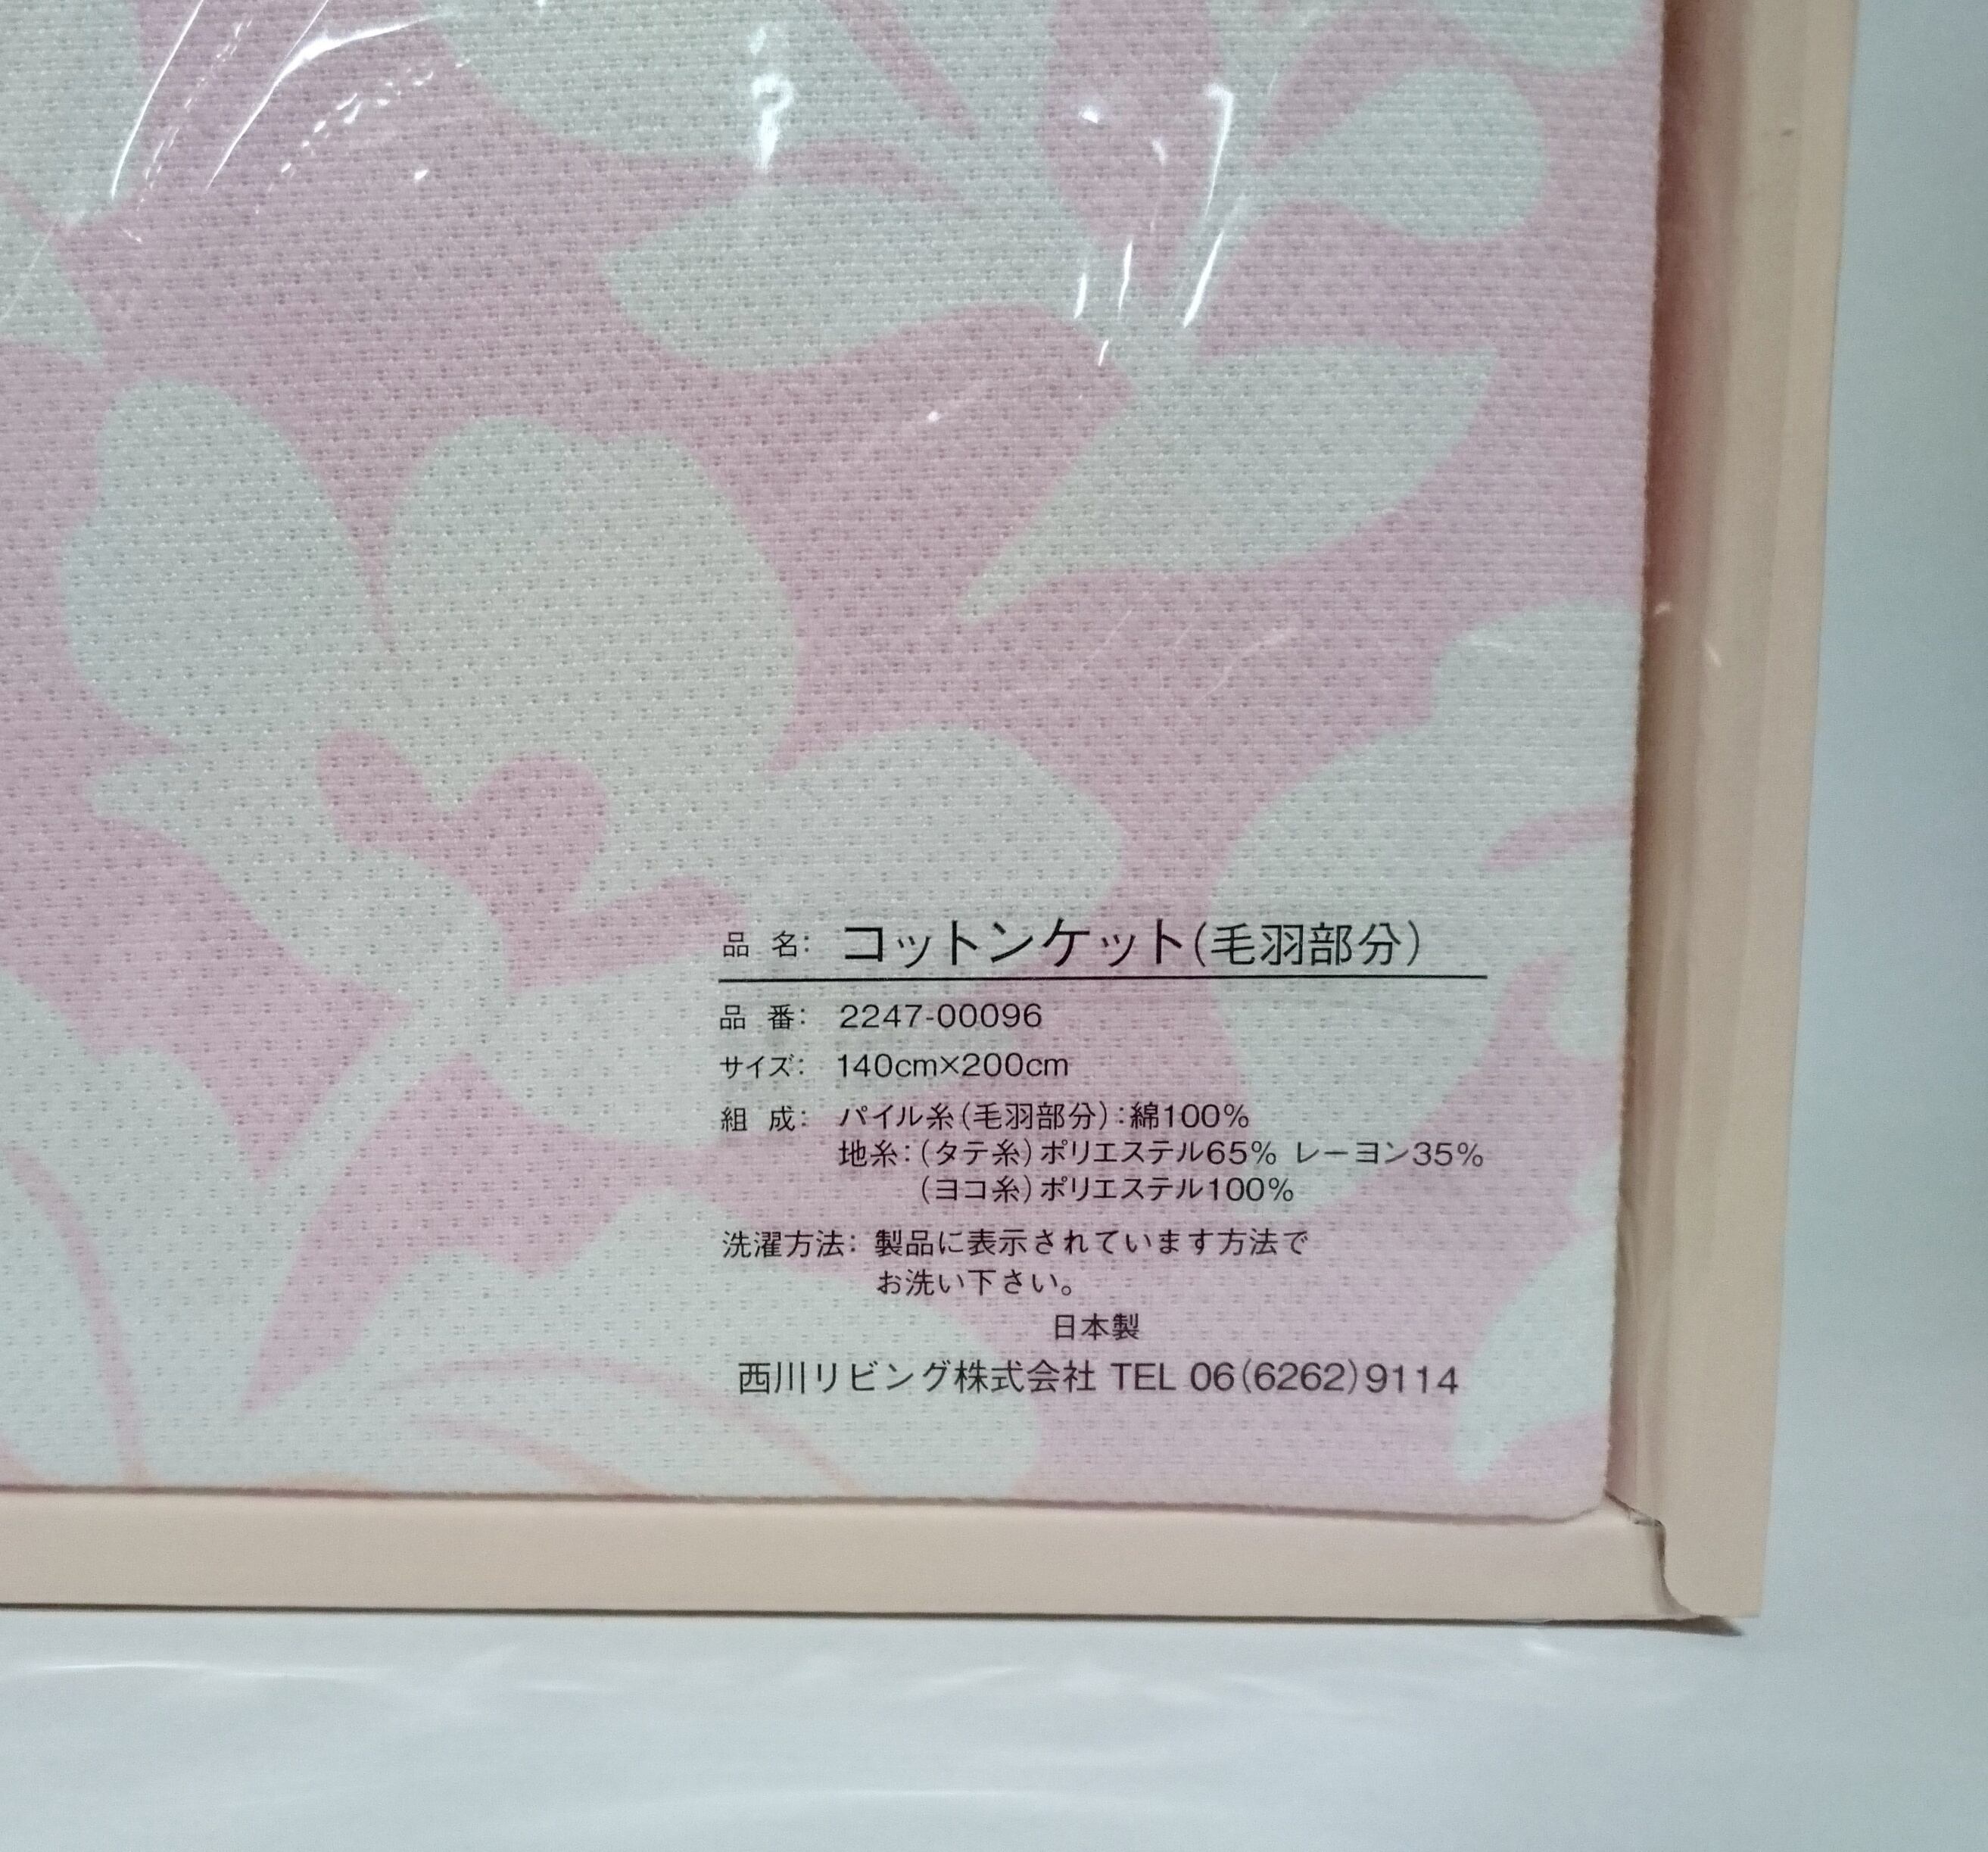 品 名: コットンケット(毛羽部分)
品 番: 2247-00096
サイズ: 140cm×200cm
組 成: パイル糸(毛羽部分):綿100%
地糸:(タテ糸)ポリエステル65% レーヨン35%
(ヨコ糸)ポリエステル100%
洗濯方法: 製品に表示されています方法で
お洗い下さい。
日本製
西川リビング株式会社 TEL 06(6262)9114